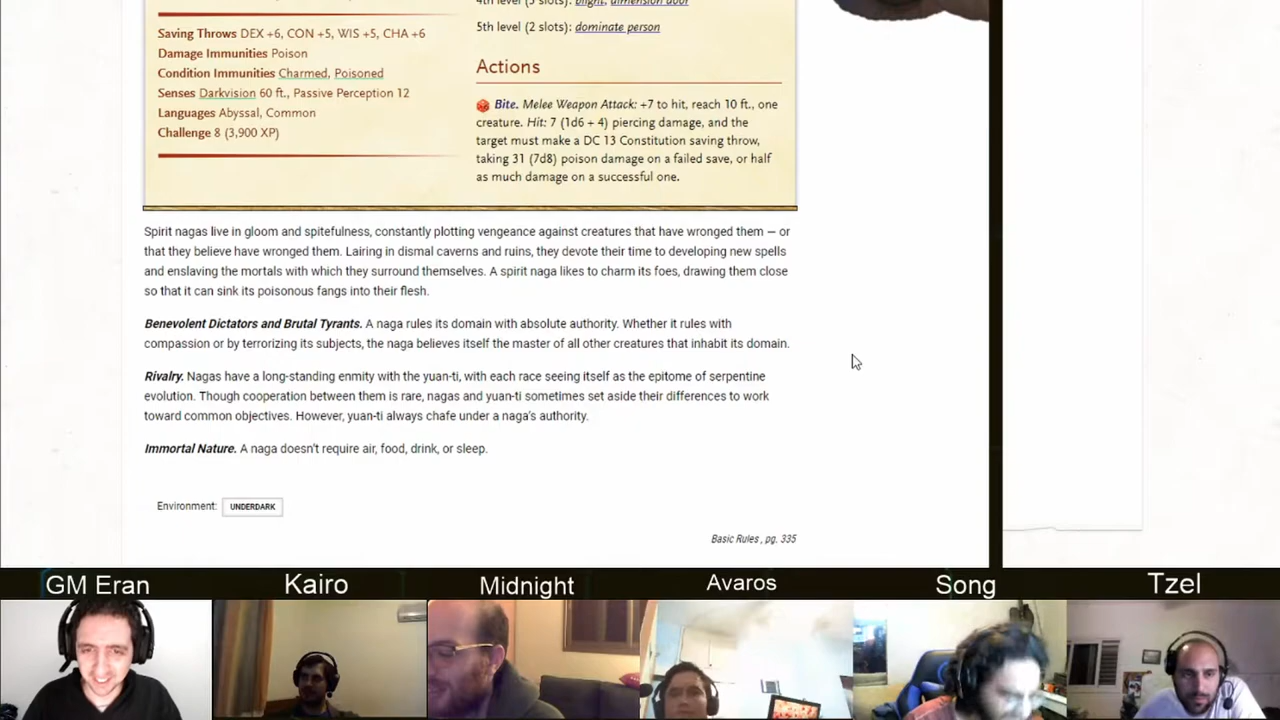 4th level (3 slots): blight, dimension door
5th level (2 slots): dominate person
Saving Throws DEX +6, CON +5, WIS +5, CHA +6
Damage Immunities Poison
Condition Immunities Charmed, Poisoned
Senses Darkvision 60 ft., Passive Perception 12
Languages Abyssal, Common
Challenge 8 (3,900 XP)
Actions
Bite. Melee Weapon Attack: +7 to hit, reach 10 ft., one
creature. Hit: 7 (1d6 + 4) piercing damage, and the
target must make a DC 13 Constitution saving throw,
taking 31 (7d8) poison damage on a failed save, or half
as much damage on a successful one.
Spirit nagas live in gloom and spitefulness, constantly plotting vengeance against creatures that have wronged them — or
that they believe have wronged them. Lairing in dismal caverns and ruins, they devote their time to developing new spells
and enslaving the mortals with which they surround themselves. A spirit naga likes to charm its foes, drawing them close
so that it can sink its poisonous fangs into their flesh.
Benevolent Dictators and Brutal Tyrants. A naga rules its domain with absolute authority. Whether it rules with
compassion or by terrorizing its subjects, the naga believes itself the master of all other creatures that inhabit its domain.
Rivalry. Nagas have a long-standing enmity with the yuan-ti, with each race seeing itself as the epitome of serpentine
evolution. Though cooperation between them is rare, nagas and yuan-ti sometimes set aside their differences to work
toward common objectives. However, yuan-ti always chafe under a naga's authority.
Immortal Nature. A naga doesn't require air, food, drink, or sleep.
Environment: UNDERDARK
Basic Rules , pg. 335
GM Eran
Kairo
Midnight
Avaros
Song
Tzel